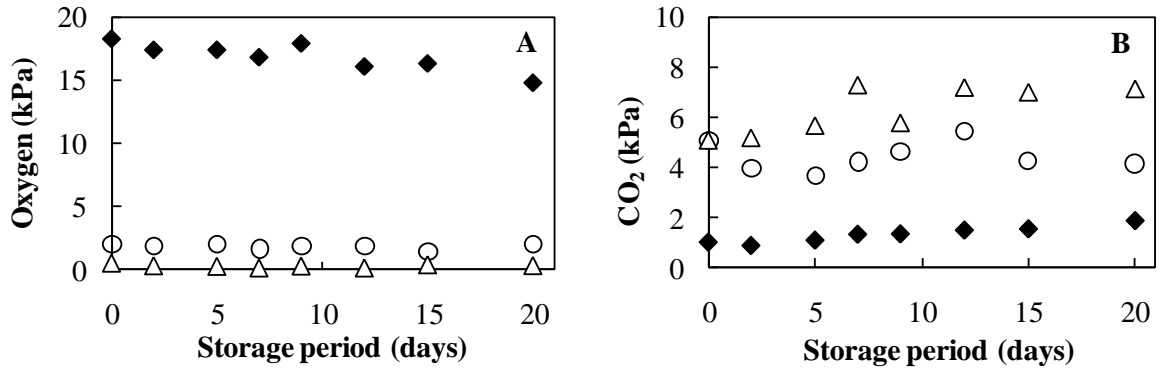 20
15
10
5
0
Oxygen (kPa)
A
0 5 10 15 20
Storage period (days)
10
8
6
4
2
0
CO₂ (kPa)
B
0 5 10 15 20
Storage period (days)